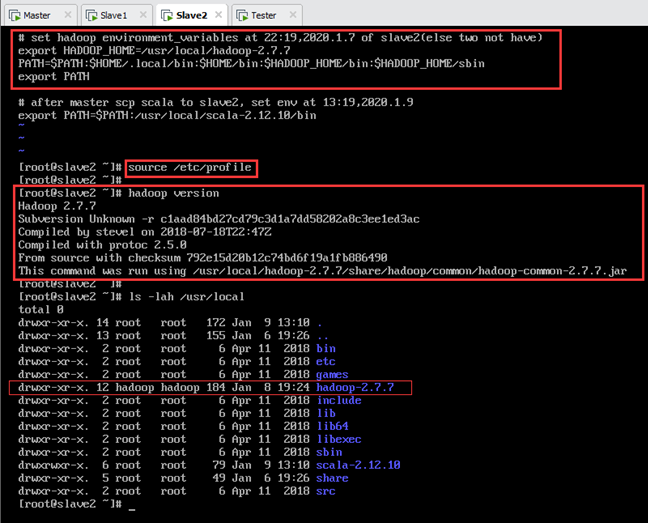 Master × Slave1 × Slave2 × Tester ×
# set hadoop environment_variables at 22:19,2020.1.7 of slave2(else two not have)
export HADOOP_HOME=/usr/local/hadoop-2.7.7
PATH=$PATH:$HOME/.local/bin:$HOME/bin:$HADOOP_HOME/bin:$HADOOP_HOME/sbin
export PATH
# after master scp scala to slave2, set env at 13:19,2020.1.9
export PATH=$PATH:/usr/local/scala-2.12.10/bin
~
~
~
[root@slave2 ~]# source /etc/profile
[root@slave2 ~]#
[root@slave2 ~]# hadoop version
Hadoop 2.7.7
Subversion Unknown -r c1aad84bd27cd79c3d1a7dd58202a8c3ee1ed3ac
Compiled by stevel on 2018-07-18T22:47Z
Compiled with protoc 2.5.0
From source with checksum 792e15d20b12c74bd6f19a1fb886490
This command was run using /usr/local/hadoop-2.7.7/share/hadoop/common/hadoop-common-2.7.7.jar
[root@slave2 ~]#
[root@slave2 ~]# ls -lah /usr/local
total 0
drwxr-xr-x. 14 root root 172 Jan 9 13:10 .
drwxr-xr-x. 13 root root 155 Jan 6 19:26 ..
drwxr-xr-x. 2 root root 6 Apr 11 2018 bin
drwxr-xr-x. 2 root root 6 Apr 11 2018 etc
drwxr-xr-x. 2 root root 6 Apr 11 2018 games
drwxr-xr-x. 12 hadoop hadoop 184 Jan 8 19:24 hadoop-2.7.7
drwxr-xr-x. 2 root root 6 Apr 11 2018 include
drwxr-xr-x. 2 root root 6 Apr 11 2018 lib
drwxr-xr-x. 2 root root 6 Apr 11 2018 lib64
drwxr-xr-x. 2 root root 6 Apr 11 2018 libexec
drwxr-xr-x. 2 root root 6 Apr 11 2018 sbin
drwxrwxr-x. 6 root root 79 Jan 9 13:10 scala-2.12.10
drwxr-xr-x. 5 root root 49 Jan 6 19:26 share
drwxr-xr-x. 2 root root 6 Apr 11 2018 src
[root@slave2 ~]# _